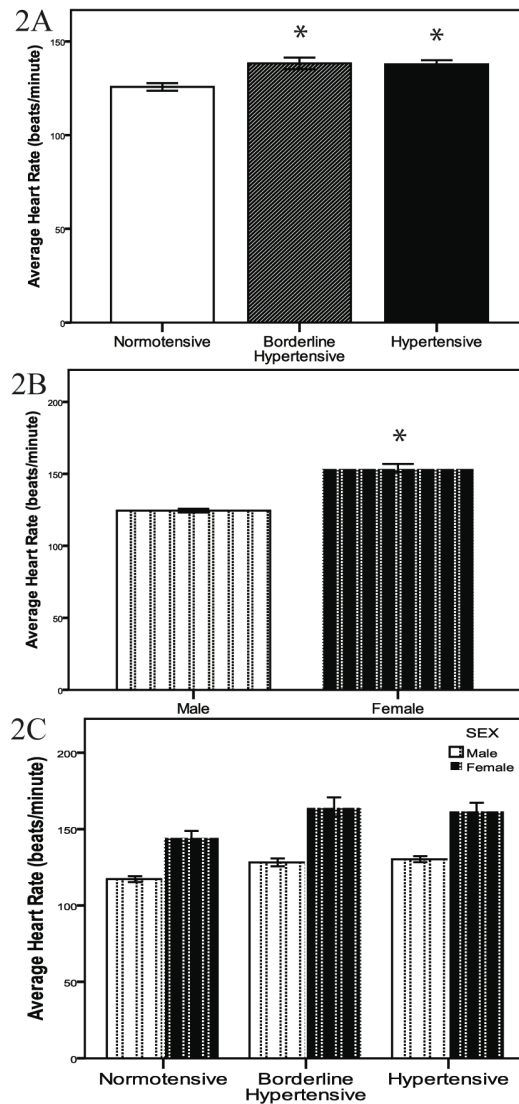 2A
*
*
Average Heart Rate (beats/minute)
150
100
50
0
Normotensive
Borderline
Hypertensive
Hypertensive
2B
*
Average Heart Rate (beats/minute)
200
150
100
50
0
Male
Female
2C
SEX
Male
Female
Average Heart Rate (beats/minute)
200
150
100
50
0
Normotensive
Borderline
Hypertensive
Hypertensive